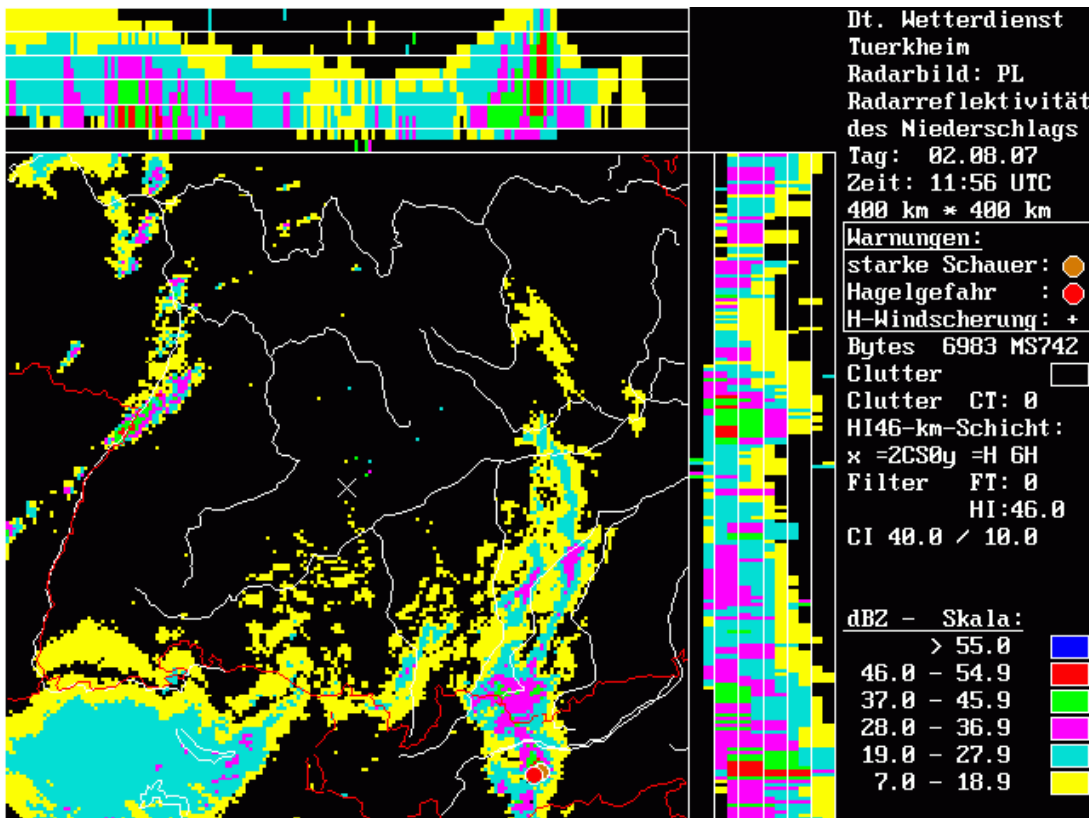 Dt. Wetterdienst
Tuerkheim
Radarbild: PL
Radarreflektivität
des Niederschlags
Tag: 02.08.07
Zeit: 11:56 UTC
400 km * 400 km
Warnungen:
starke Schauer:
Hagelgefahr :
H-Windscherung: +
Bytes 6983 MS742
Clutter
Clutter CT: 0
HI46-km-Schicht:
x =2CS0y =H 6H
Filter FT: 0
HI:46.0
CI 40.0 / 10.0
dBZ - Skala:
> 55.0
46.0 - 54.9
37.0 - 45.9
28.0 - 36.9
19.0 - 27.9
7.0 - 18.9